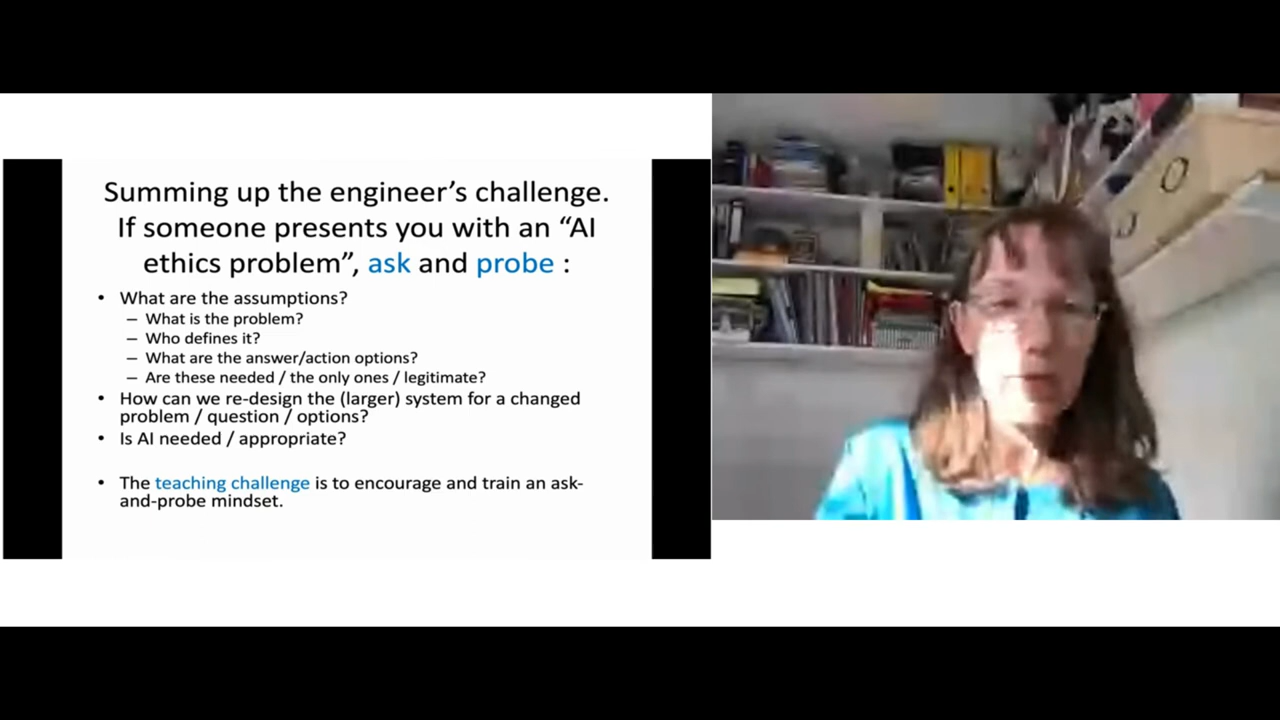 Summing up the engineer’s challenge.
If someone presents you with an “AI
ethics problem”, ask and probe :
• What are the assumptions?
– What is the problem?
– Who defines it?
– What are the answer/action options?
– Are these needed / the only ones / legitimate?
• How can we re-design the (larger) system for a changed
problem / question / options?
• Is AI needed / appropriate?
• The teaching challenge is to encourage and train an ask-
and-probe mindset.